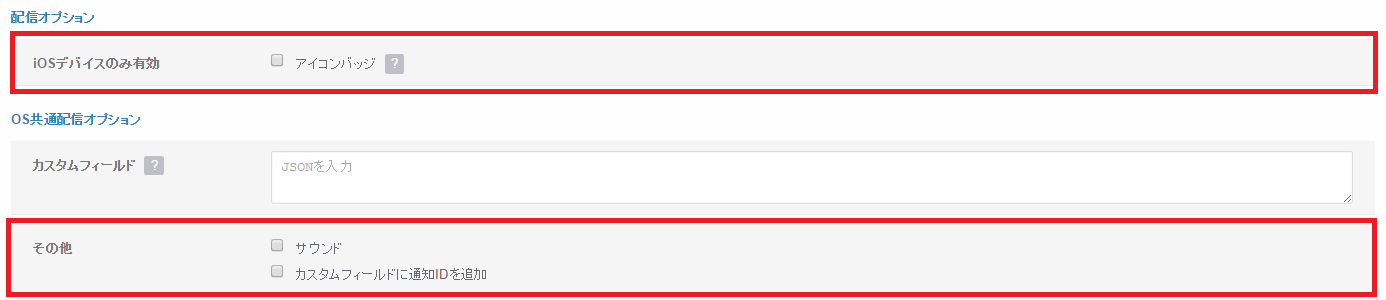 配信オプション
iOSデバイスのみ有効 アイコンバッジ ?
OS共通配信オプション
カスタムフィールド ? JSONを入力
その他 サウンド
カスタムフィールドに通知IDを追加